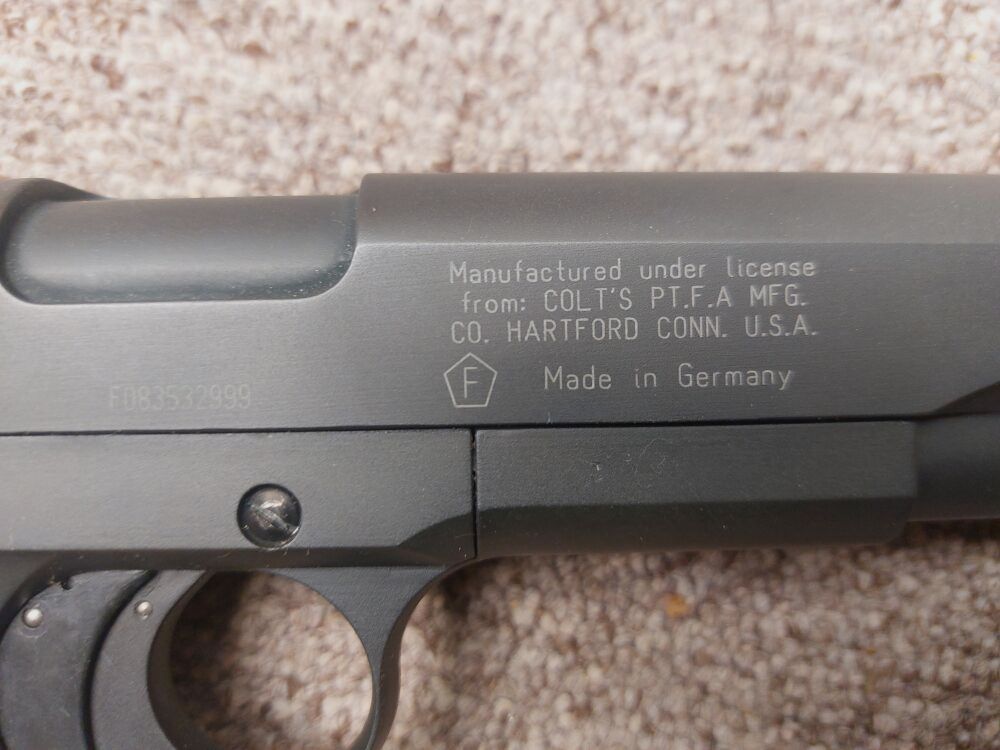 Manufactured under license
from: COLT'S PT.F.A MFG.
CO. HARTFORD CONN. U.S.A.
F Made in Germany
F083532999